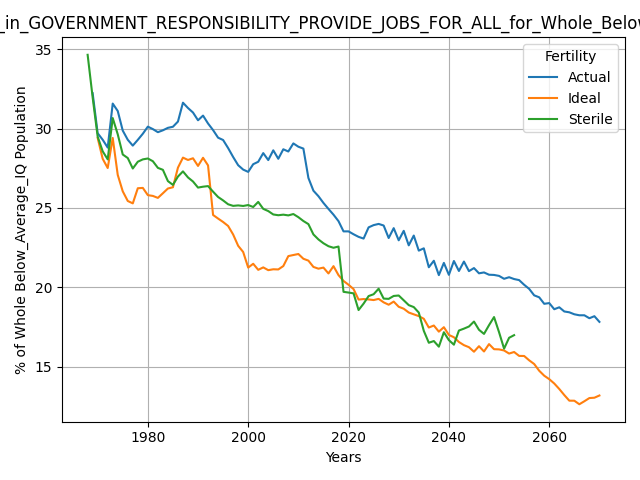 _in_GOVERNMENT_RESPONSIBILITY_PROVIDE_JOBS_FOR_ALL_for_Whole_Below
35
30
25
20
15
% of Whole Below_Average_IQ Population
Fertility
Actual
Ideal
Sterile
1980
2000
2020
2040
2060
Years